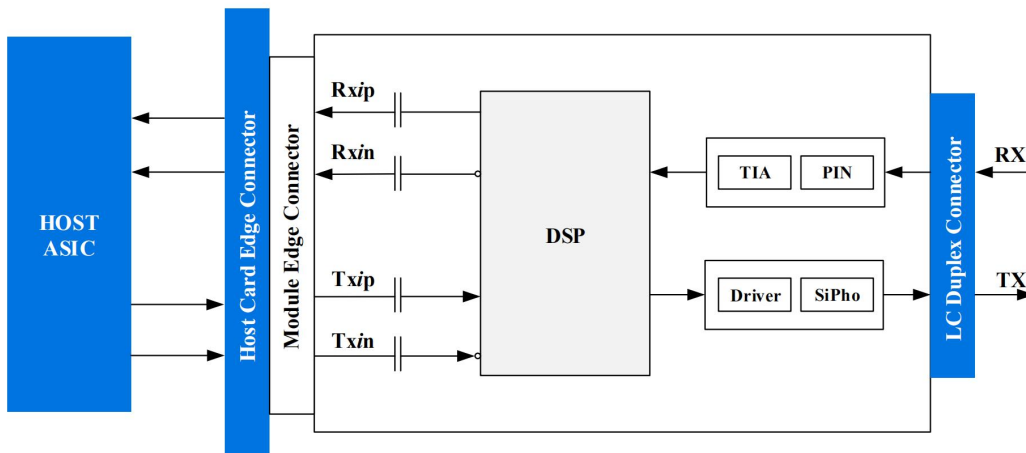 HOST
ASIC
Host Card Edge Connector
Module Edge Connector
Rxip
Rxin
Txip
Txin
DSP
TIA
PIN
Driver
SiPho
LC Duplex Connector
RX
TX